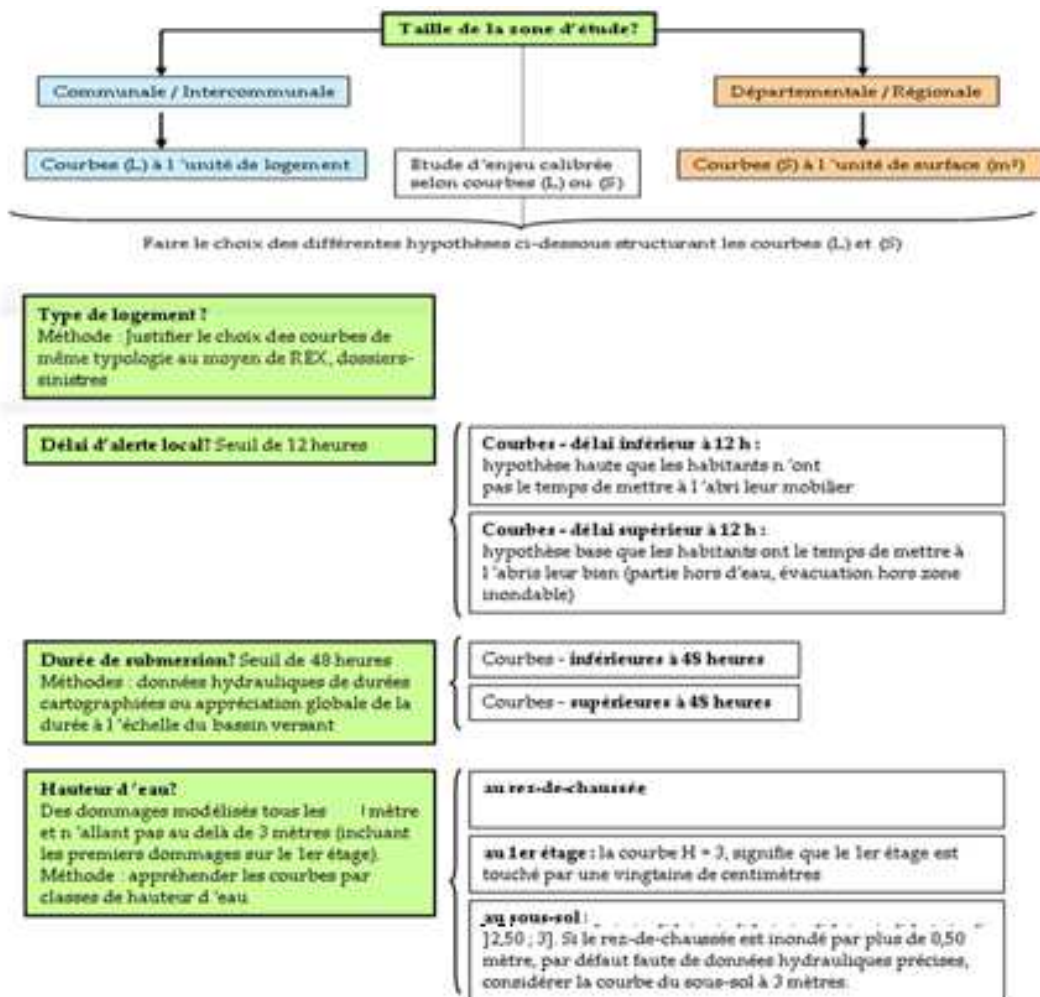 Taille de la zone d'étude?
Communale / Intercommunale
Départementale / Régionale
Courbes (L) à l 'unité de logement
Etude d'enjeu calibrée
selon courbes (L) ou (S)
Courbes (S) à l 'unité de surface (m²)
Faire le choix des différentes hypothèses ci-dessous structurant les courbes (L) et (S)
Type de logement ?
Méthode : Justifier le choix des courbes de
même typologie au moyen de REX, dossiers-
sinistres
Délai d'alerte local? Seuil de 12 heures
Courbes - délai inférieur à 12 h :
hypothèse haute que les habitants n 'ont
pas le temps de mettre à l 'abri leur mobilier
Courbes - délai supérieur à 12 h :
hypothèse base que les habitants ont le temps de mettre à
l 'abris leur bien (partie hors d'eau, évacuation hors zone
inondable)
Durée de submersion? Seuil de 48 heures
Méthodes : données hydrauliques de durées
cartographiées ou appréciation globale de la
durée à l 'échelle du bassin versant
Courbes - inférieures à 48 heures
Courbes - supérieures à 48 heures
Hauteur d 'eau?
Des dommages modélisés tous les mètre
et n 'allant pas au delà de 3 mètres (incluant
les premiers dommages sur le 1er étage).
Méthode : appréhender les courbes par
classes de hauteur d 'eau
au rez-de-chaussée
au 1er étage : la courbe H = 3, signifie que le 1er étage est
touché par une vingtaine de centimètres
au sous-sol :
]2,50 ; 3]. Si le rez-de-chaussée est inondé par plus de 0,50
mètre, par défaut faute de données hydrauliques précises,
considérer la courbe du sous-sol à 3 mètres.